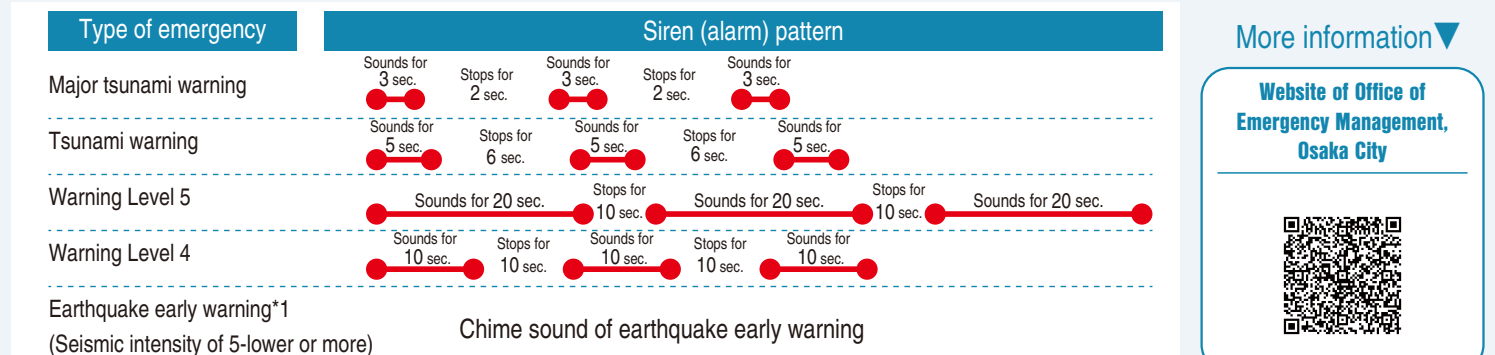 Type of emergency
Siren (alarm) pattern
Major tsunami warning
Sounds for
3 sec.
Stops for
2 sec.
Sounds for
3 sec.
Stops for
2 sec.
Sounds for
3 sec.
Tsunami warning
Sounds for
5 sec.
Stops for
6 sec.
Sounds for
5 sec.
Stops for
6 sec.
Sounds for
5 sec.
Warning Level 5
Sounds for 20 sec.
Stops for
10 sec.
Sounds for 20 sec.
Stops for
10 sec.
Sounds for 20 sec.
Warning Level 4
Sounds for
10 sec.
Stops for
10 sec.
Sounds for
10 sec.
Stops for
10 sec.
Sounds for
10 sec.
Earthquake early warning*1
(Seismic intensity of 5-lower or more)
Chime sound of earthquake early warning
More information▼
Website of Office of
Emergency Management,
Osaka City